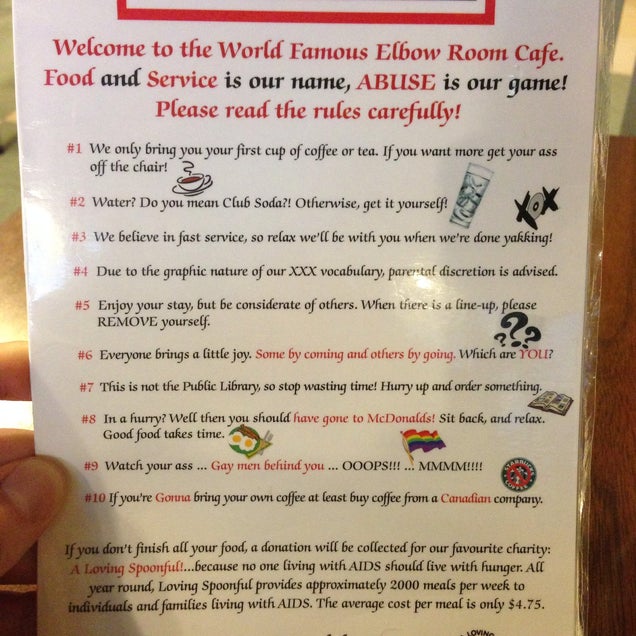 Welcome to the World Famous Elbow Room Cafe.
Food and Service is our name, ABUSE is our game!
Please read the rules carefully!
#1 We only bring you your first cup of coffee or tea. If you want more get your ass
off the chair!
#2 Water? Do you mean Club Soda?! Otherwise, get it yourself!
XOX
#3 We believe in fast service, so relax we'll be with you when we're done yakking!
#4 Due to the graphic nature of our XXX vocabulary, parental discretion is advised.
#5 Enjoy your stay, but be considerate of others. When there is a line-up, please
REMOVE yourself.
???
#6 Everyone brings a little joy. Some by coming and others by going. Which are YOU?
#7 This is not the Public Library, so stop wasting time! Hurry up and order something.
#8 In a hurry? Well then you should have gone to McDonalds! Sit back, and relax.
Good food takes time.
#9 Watch your ass ... Gay men behind you ... OOOPS!!! ... MMMM!!!!
STARBUCKS
COFFEE
#10 If you're Gonna bring your own coffee at least buy coffee from a Canadian company.
If you don't finish all your food, a donation will be collected for our favourite charity:
A Loving Spoonful!...because no one living with AIDS should live with hunger. All
year round, Loving Spoonful provides approximately 2000 meals per week to
individuals and families living with AIDS. The average cost per meal is only $4.75.
LOVING